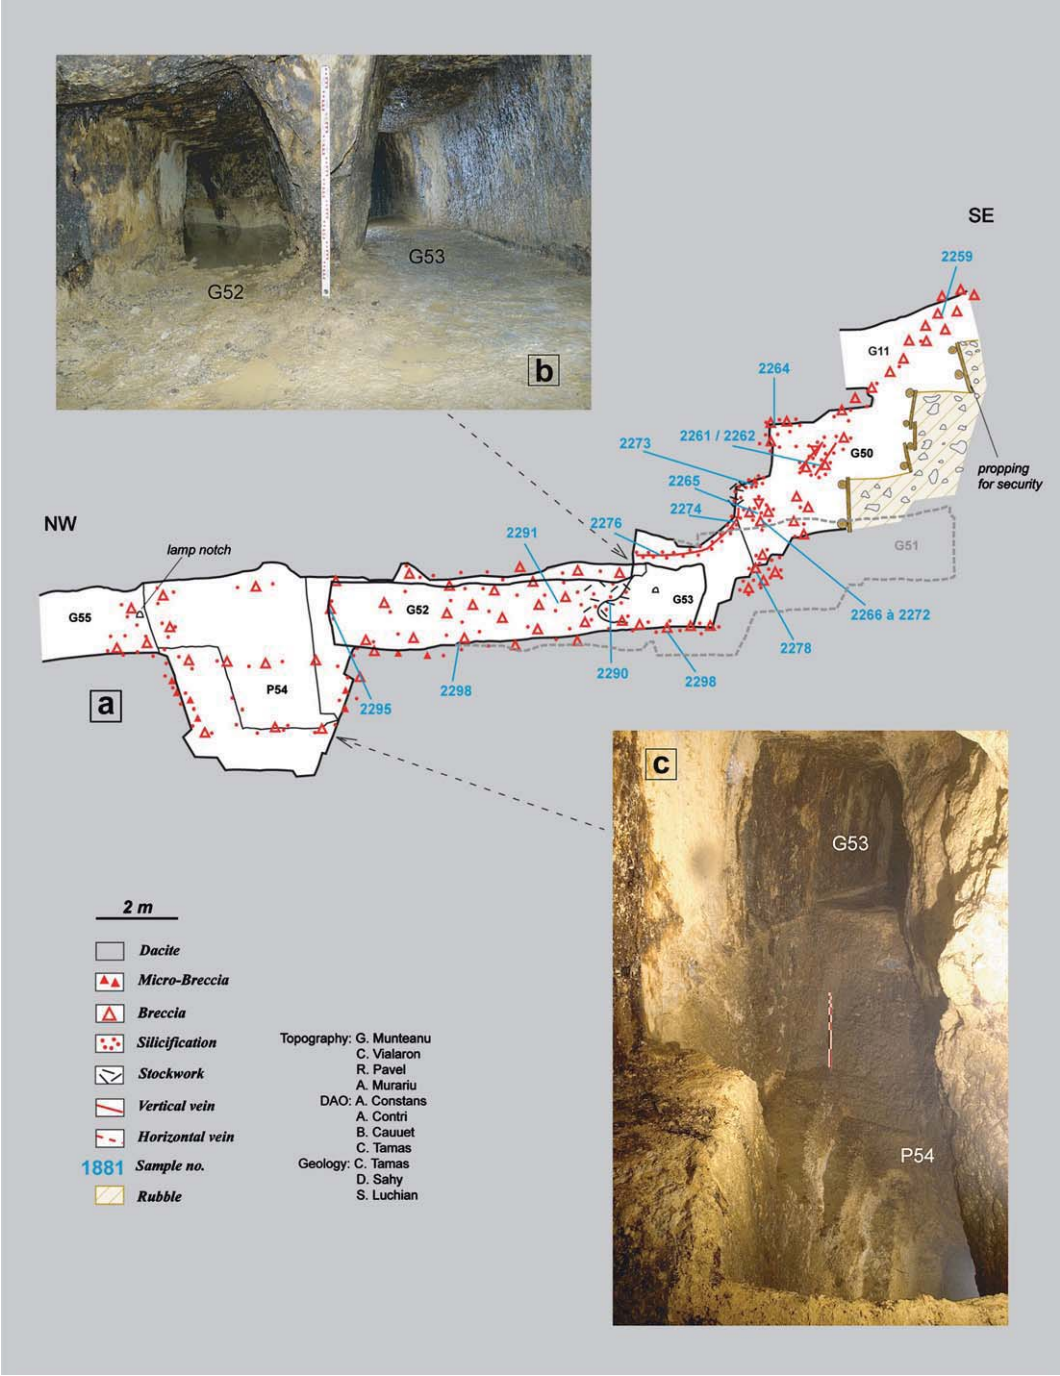 G52
G53
b
SE
2259
G11
2264
2261 / 2262
2273
G50
2265
propping
for security
2274
NW
2276
lamp notch
2291
G51
G55
G52
G53
2266 à 2272
2278
P54
2290
2298
2298
2295
a
c
G53
P54
2 m
Dacite
Micro-Breccia
Breccia
Silicification
Stockwork
Vertical vein
Horizontal vein
1881 Sample no.
Rubble
Topography: G. Munteanu
C. Vialaron
R. Pavel
A. Murariu
DAO: A. Constans
A. Contri
B. Cauuet
C. Tamas
Geology: C. Tamas
D. Sahy
S. Luchian